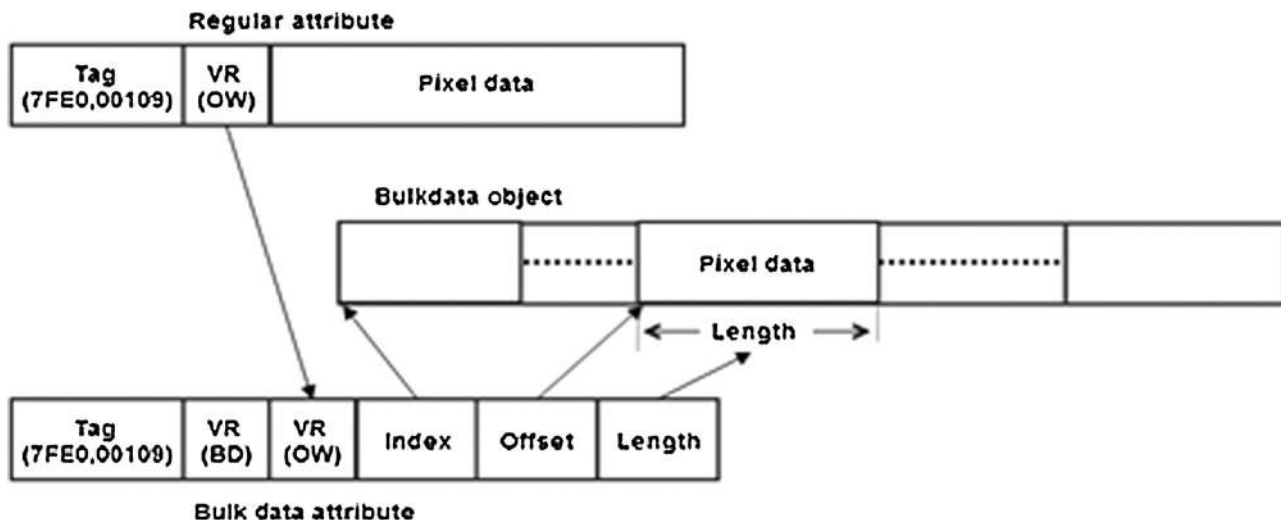 Regular attribute
Tag
(7FE0,00109)
VR
(OW)
Pixel data
Bulkdata object
Pixel data
Length
Tag
(7FE0,00109)
VR
(BD)
VR
(OW)
Index
Offset
Length
Bulk data attribute